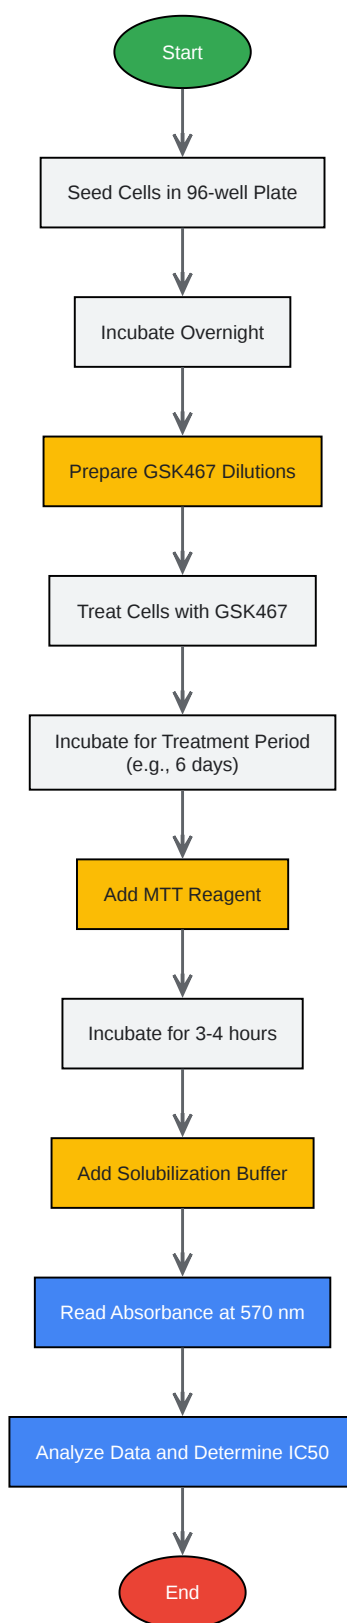 Start
Seed Cells in 96-well Plate
Incubate Overnight
Prepare GSK467 Dilutions
Treat Cells with GSK467
Incubate for Treatment Period
(e.g., 6 days)
Add MTT Reagent
Incubate for 3-4 hours
Add Solubilization Buffer
Read Absorbance at 570 nm
Analyze Data and Determine IC50
End